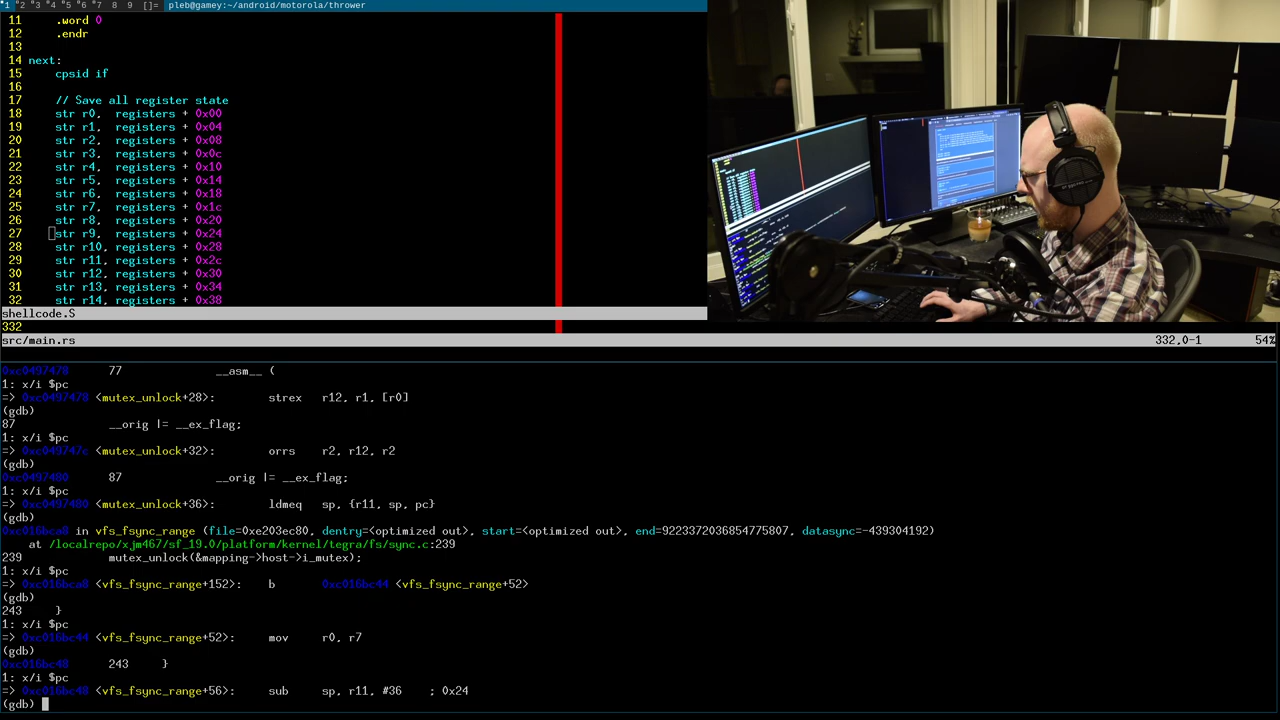 *1 *2 *3 *4 *5 *6 *7 8 9 []= pleb@gamey:~/android/motorola/thrower
11 .word 0
12 .endr
13
14 next:
15 cpsid if
16
17 // Save all register state
18 str r0, registers + 0x00
19 str r1, registers + 0x04
20 str r2, registers + 0x08
21 str r3, registers + 0x0c
22 str r4, registers + 0x10
23 str r5, registers + 0x14
24 str r6, registers + 0x18
25 str r7, registers + 0x1c
26 str r8, registers + 0x20
27 str r9, registers + 0x24
28 str r10, registers + 0x28
29 str r11, registers + 0x2c
30 str r12, registers + 0x30
31 str r13, registers + 0x34
32 str r14, registers + 0x38
shellcode.S
332
src/main.rs 332,0-1 54%
0xc0497478 77 __asm__ (
1: x/i $pc
=> 0xc0497478 <mutex_unlock+28>: strex r12, r1, [r0]
(gdb)
87 __orig |= __ex_flag;
1: x/i $pc
=> 0xc049747c <mutex_unlock+32>: orrs r2, r12, r2
(gdb)
0xc0497480 87 __orig |= __ex_flag;
1: x/i $pc
=> 0xc0497480 <mutex_unlock+36>: ldmeq sp, {r11, sp, pc}
(gdb)
0xc016bca8 in vfs_fsync_range (file=0xe203ec80, dentry=<optimized out>, start=<optimized out>, end=9223372036854775807, datasync=-439304192)
at /localrepo/xjm467/sf_19.0/platform/kernel/tegra/fs/sync.c:239
239 mutex_unlock(&mapping->host->i_mutex);
1: x/i $pc
=> 0xc016bca8 <vfs_fsync_range+152>: b 0xc016bc44 <vfs_fsync_range+52>
(gdb)
243 }
1: x/i $pc
=> 0xc016bc44 <vfs_fsync_range+52>: mov r0, r7
(gdb)
0xc016bc48 243 }
1: x/i $pc
=> 0xc016bc48 <vfs_fsync_range+56>: sub sp, r11, #36 ; 0x24
(gdb)